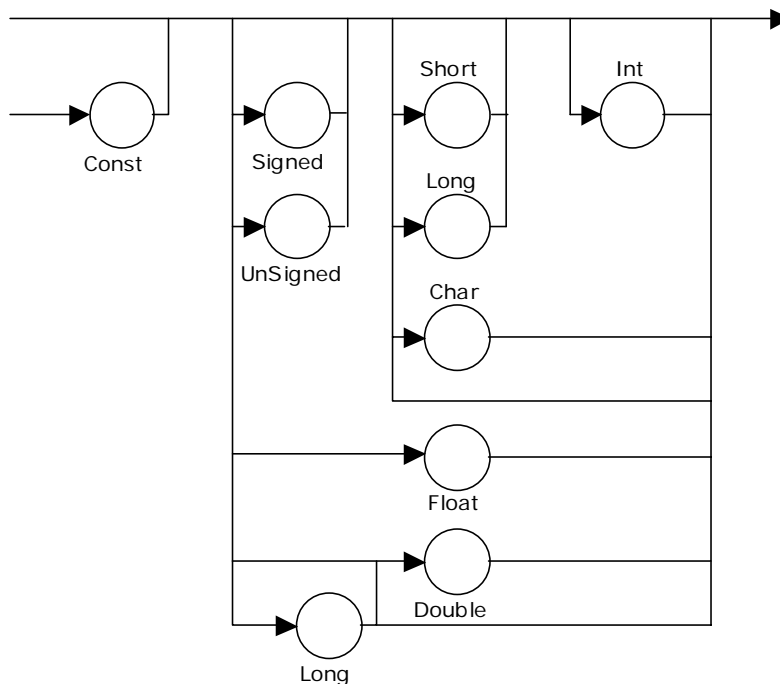 Short
Int
Const
Signed
Long
UnSigned
Char
Float
Double
Long